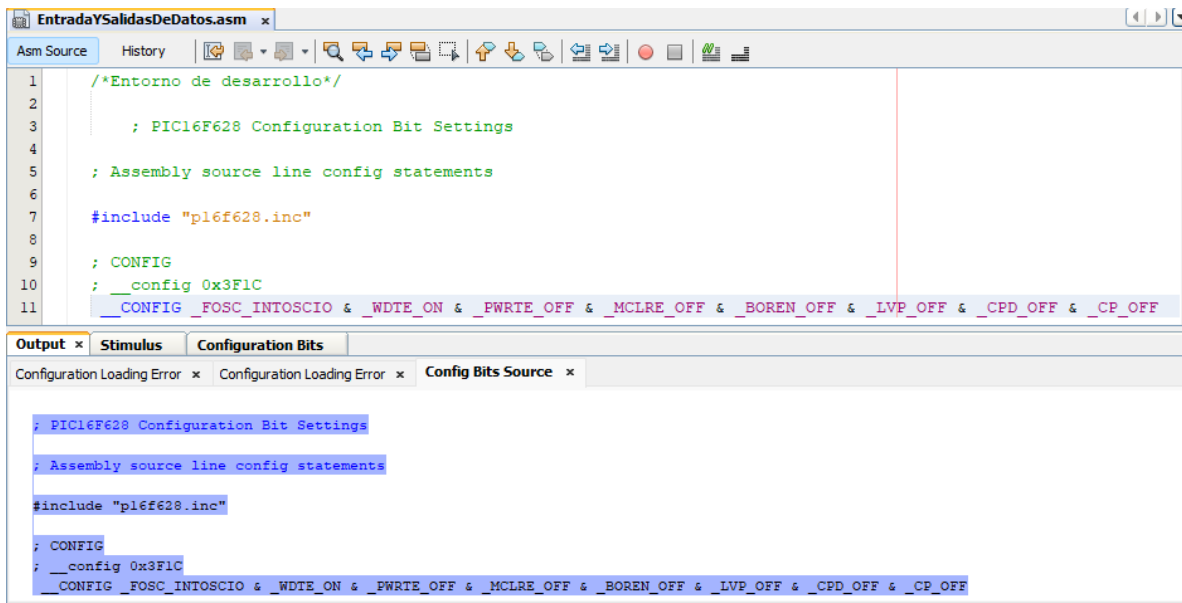 EntradaYSalidasDeDatos.asm x
Asm Source History
1 /*Entorno de desarrollo*/
2
3 ; PIC16F628 Configuration Bit Settings
4
5 ; Assembly source line config statements
6
7 #include "p16f628.inc"
8
9 ; CONFIG
10 ; __config 0x3F1C
11 __CONFIG _FOSC_INTOSCIO & _WDTE_ON & _PWRTE_OFF & _MCLRE_OFF & _BOREN_OFF & _LVP_OFF & _CPD_OFF & _CP_OFF
Output x Stimulus Configuration Bits
Configuration Loading Error x Configuration Loading Error x Config Bits Source x
; PIC16F628 Configuration Bit Settings
; Assembly source line config statements
#include "p16f628.inc"
; CONFIG
; __config 0x3F1C
__CONFIG _FOSC_INTOSCIO & _WDTE_ON & _PWRTE_OFF & _MCLRE_OFF & _BOREN_OFF & _LVP_OFF & _CPD_OFF & _CP_OFF